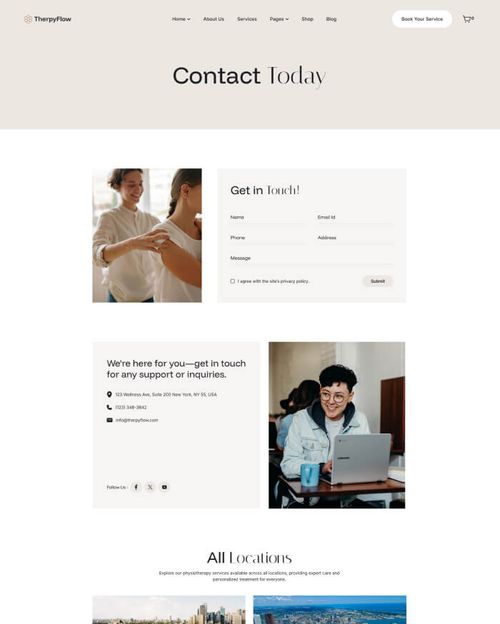 TherpyFlow
Home
About Us
Services
Pages
Shop
Blog
Book Your Service
0
Contact Today
Get in Touch!
Name
Email Id
Phone
Address
Message
I agree with the site's privacy policy.
Submit
We're here for you—get in touch
for any support or inquiries.
123 Wellness Ave, Suite 200 New York, NY 55, USA
(123) 348-9842
info@therpyflow.com
Follow Us :
All Locations
Explore our physiotherapy services available across all locations, providing expert care and
personalized treatment for everyone.